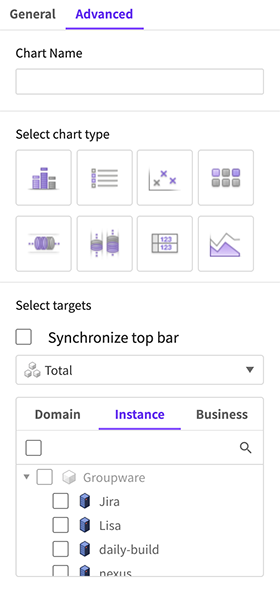 General Advanced
Chart Name
Select chart type
123
123
Select targets
Synchronize top bar
Total
Domain Instance Business
Groupware
Jira
Lisa
daily-build
nexus